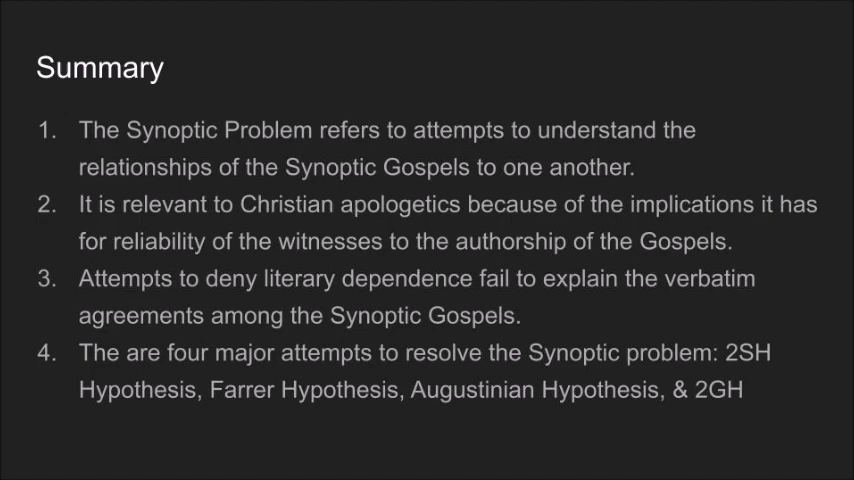 Summary
1. The Synoptic Problem refers to attempts to understand the
relationships of the Synoptic Gospels to one another.
2. It is relevant to Christian apologetics because of the implications it has
for reliability of the witnesses to the authorship of the Gospels.
3. Attempts to deny literary dependence fail to explain the verbatim
agreements among the Synoptic Gospels.
4. The are four major attempts to resolve the Synoptic problem: 2SH
Hypothesis, Farrer Hypothesis, Augustinian Hypothesis, & 2GH